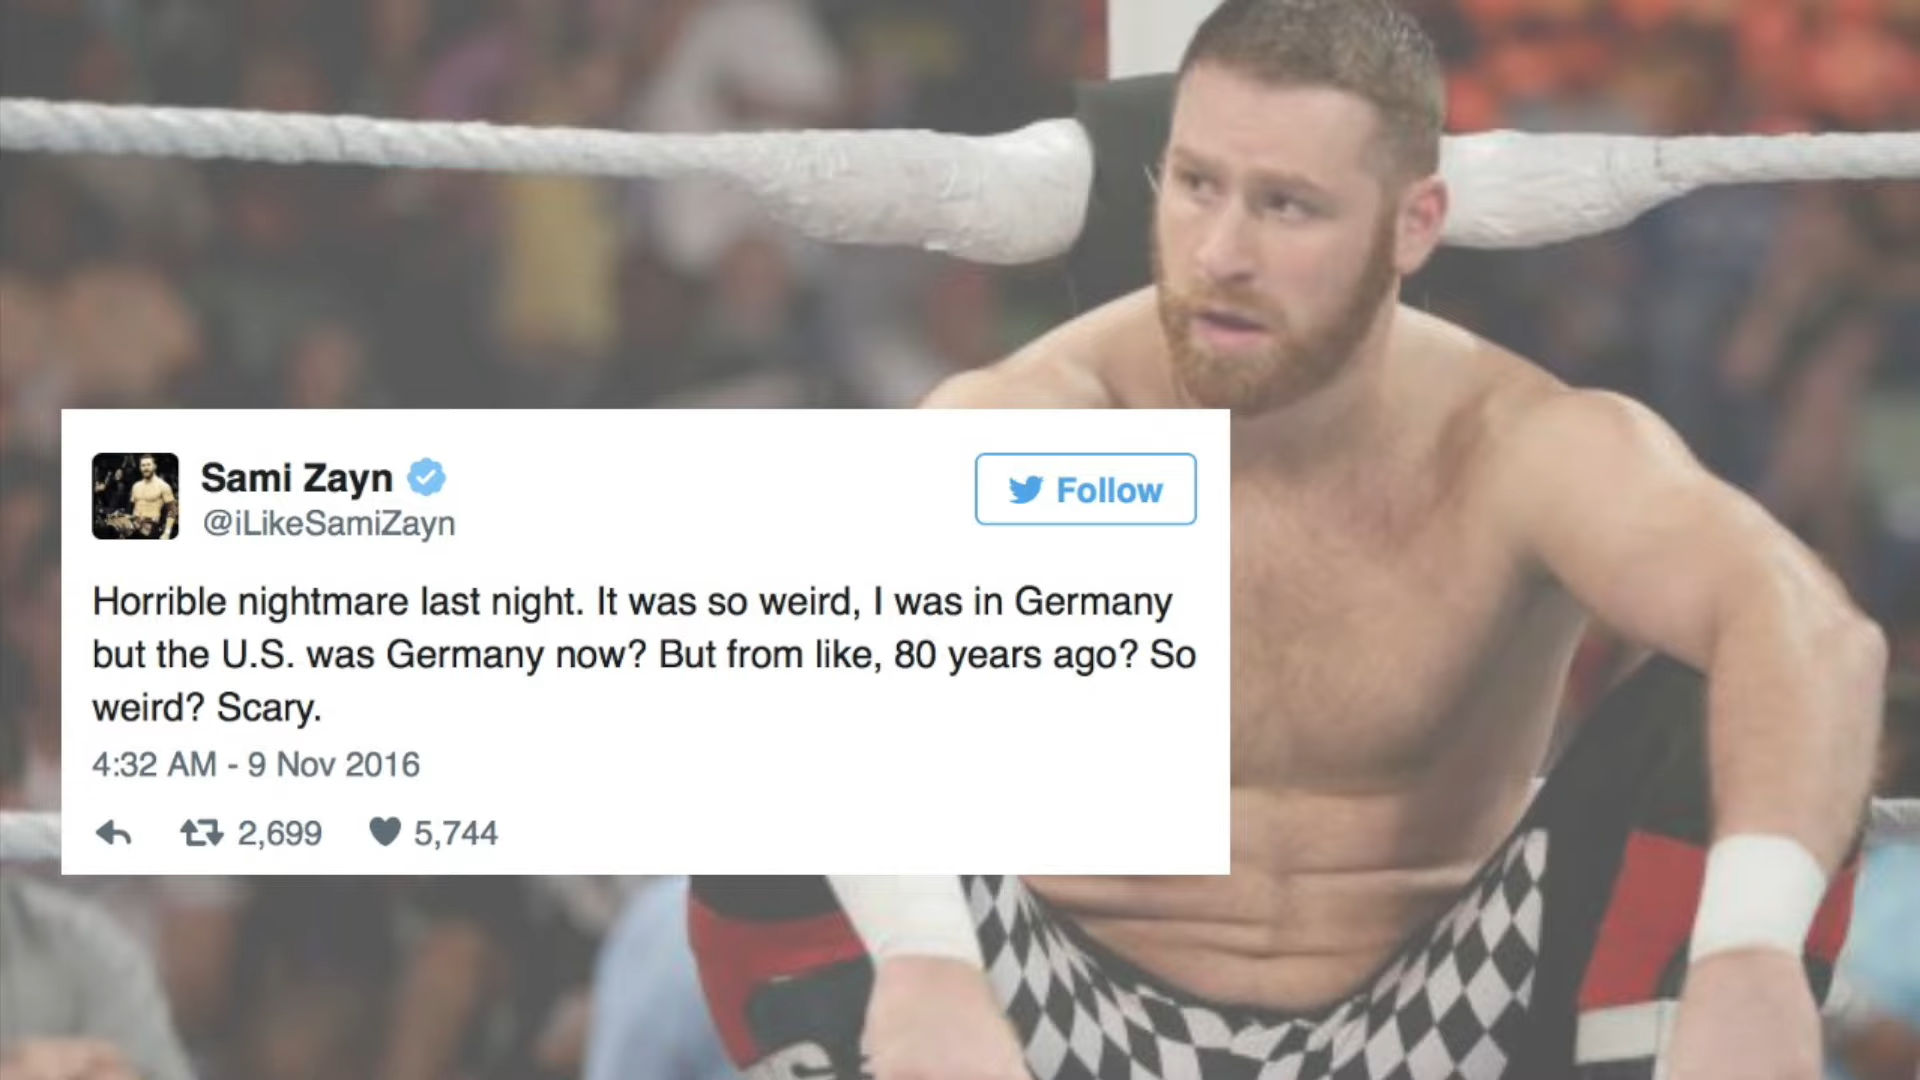 Sami Zayn
@iLikeSamiZayn
Follow
Horrible nightmare last night. It was so weird, I was in Germany
but the U.S. was Germany now? But from like, 80 years ago? So
weird? Scary.
4:32 AM - 9 Nov 2016
2,699 5,744